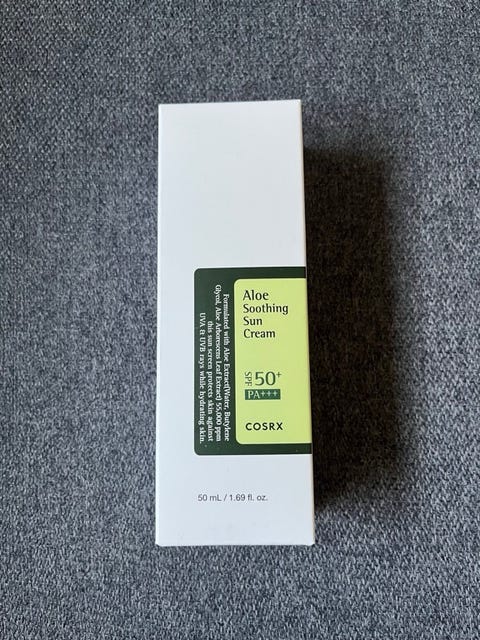 Aloe
Soothing
Sun
Cream
SPF 50+
PA+++
COSRX
Formulated with Aloe Extract(Water, Butylene
Glycol, Aloe Arborescens Leaf Extract) 55,000 ppm
this sun screen protects skin against
UVA & UVB rays while hydrating skin.
50 mL / 1.69 fl. oz.